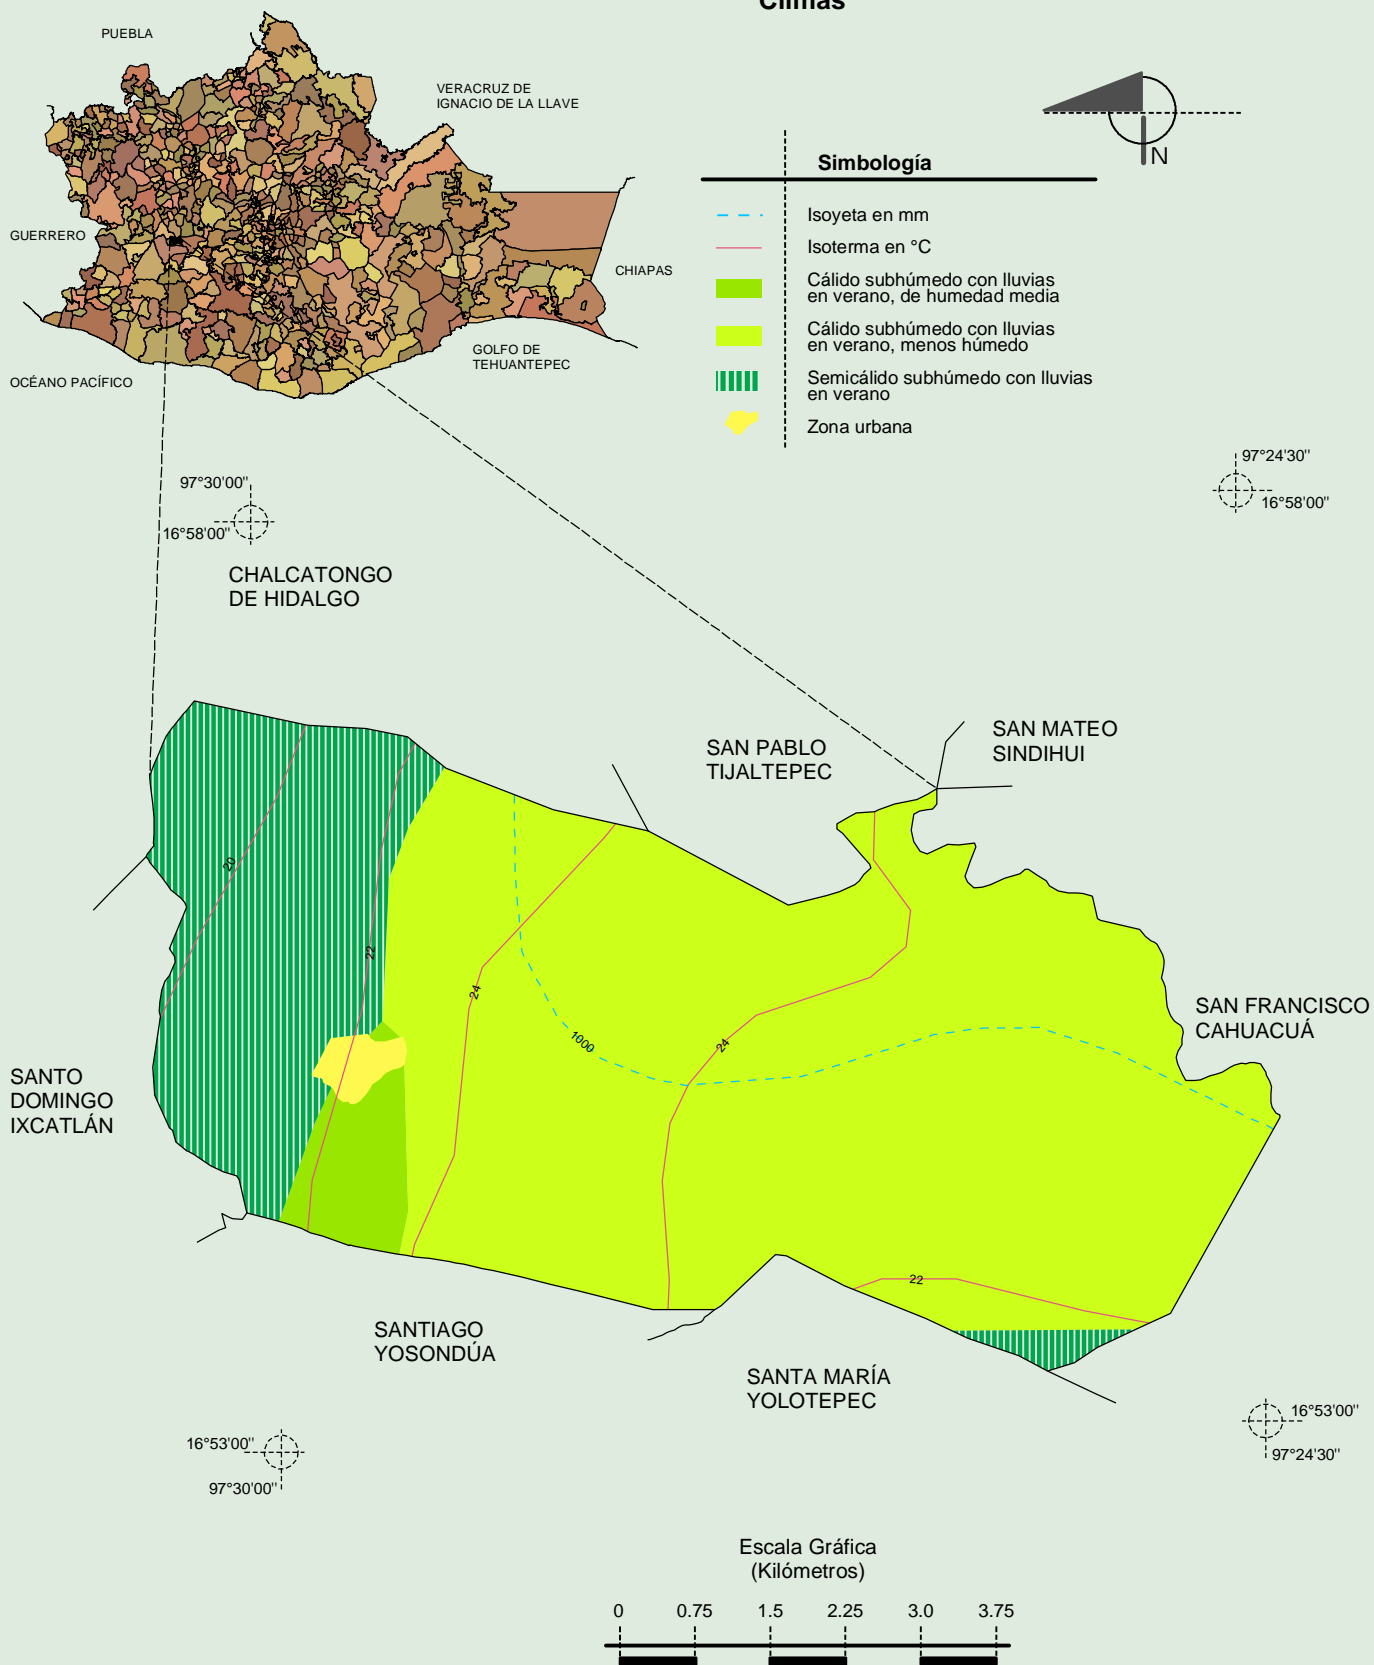 Climas
PUEBLA
VERACRUZ DE
IGNACIO DE LA LLAVE
GUERRERO
CHIAPAS
GOLFO DE
TEHUANTEPEC
OCÉANO PACÍFICO
N
Simbología
Isoyeta en mm
Isoterma en °C
Cálido subhúmedo con lluvias
en verano, de humedad media
Cálido subhúmedo con lluvias
en verano, menos húmedo
Semicálido subhúmedo con lluvias
en verano
Zona urbana
97°30'00"
16°58'00"
97°24'30"
16°58'00"
CHALCATONGO
DE HIDALGO
SAN PABLO
TIJALTEPEC
SAN MATEO
SINDIHUI
20
22
24
1000
24
SAN FRANCISCO
CAHUACUÁ
SANTO
DOMINGO
IXCATLÁN
22
SANTIAGO
YOSONDÚA
SANTA MARÍA
YOLOTEPEC
16°53'00"
97°30'00"
16°53'00"
97°24'30"
Escala Gráfica
(Kilómetros)
0 0.75 1.5 2.25 3.0 3.75